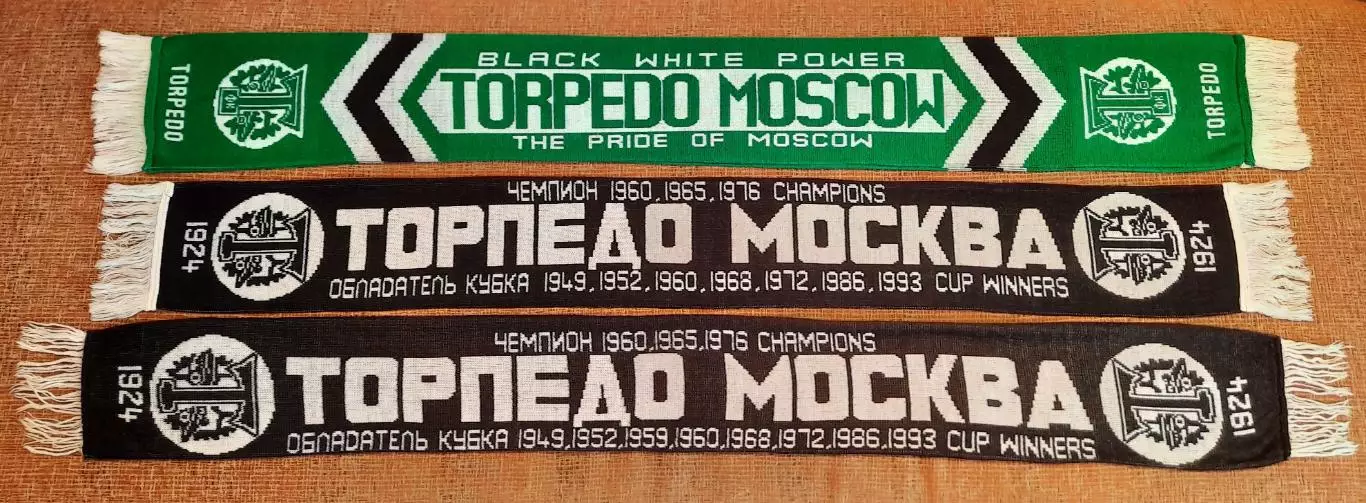 BLACK WHITE POWER
TORPEDO
TORPEDO MOSCOW
TORPEDO
THE PRIDE OF MOSCOW
ЧЕМПИОН 1960,1965,1976 CHAMPIONS
1924
ТОРПЕДО МОСКВА
1924
ОБЛАДАТЕЛЬ КУБКА 1949,1952,1960,1968,1972,1986,1993 CUP WINNERS
ЧЕМПИОН 1960,1965,1976 CHAMPIONS
1924
ТОРПЕДО МОСКВА
1924
ОБЛАДАТЕЛЬ КУБКА 1949,1952,1959,1960,1968,1972,1986,1993 CUP WINNERS